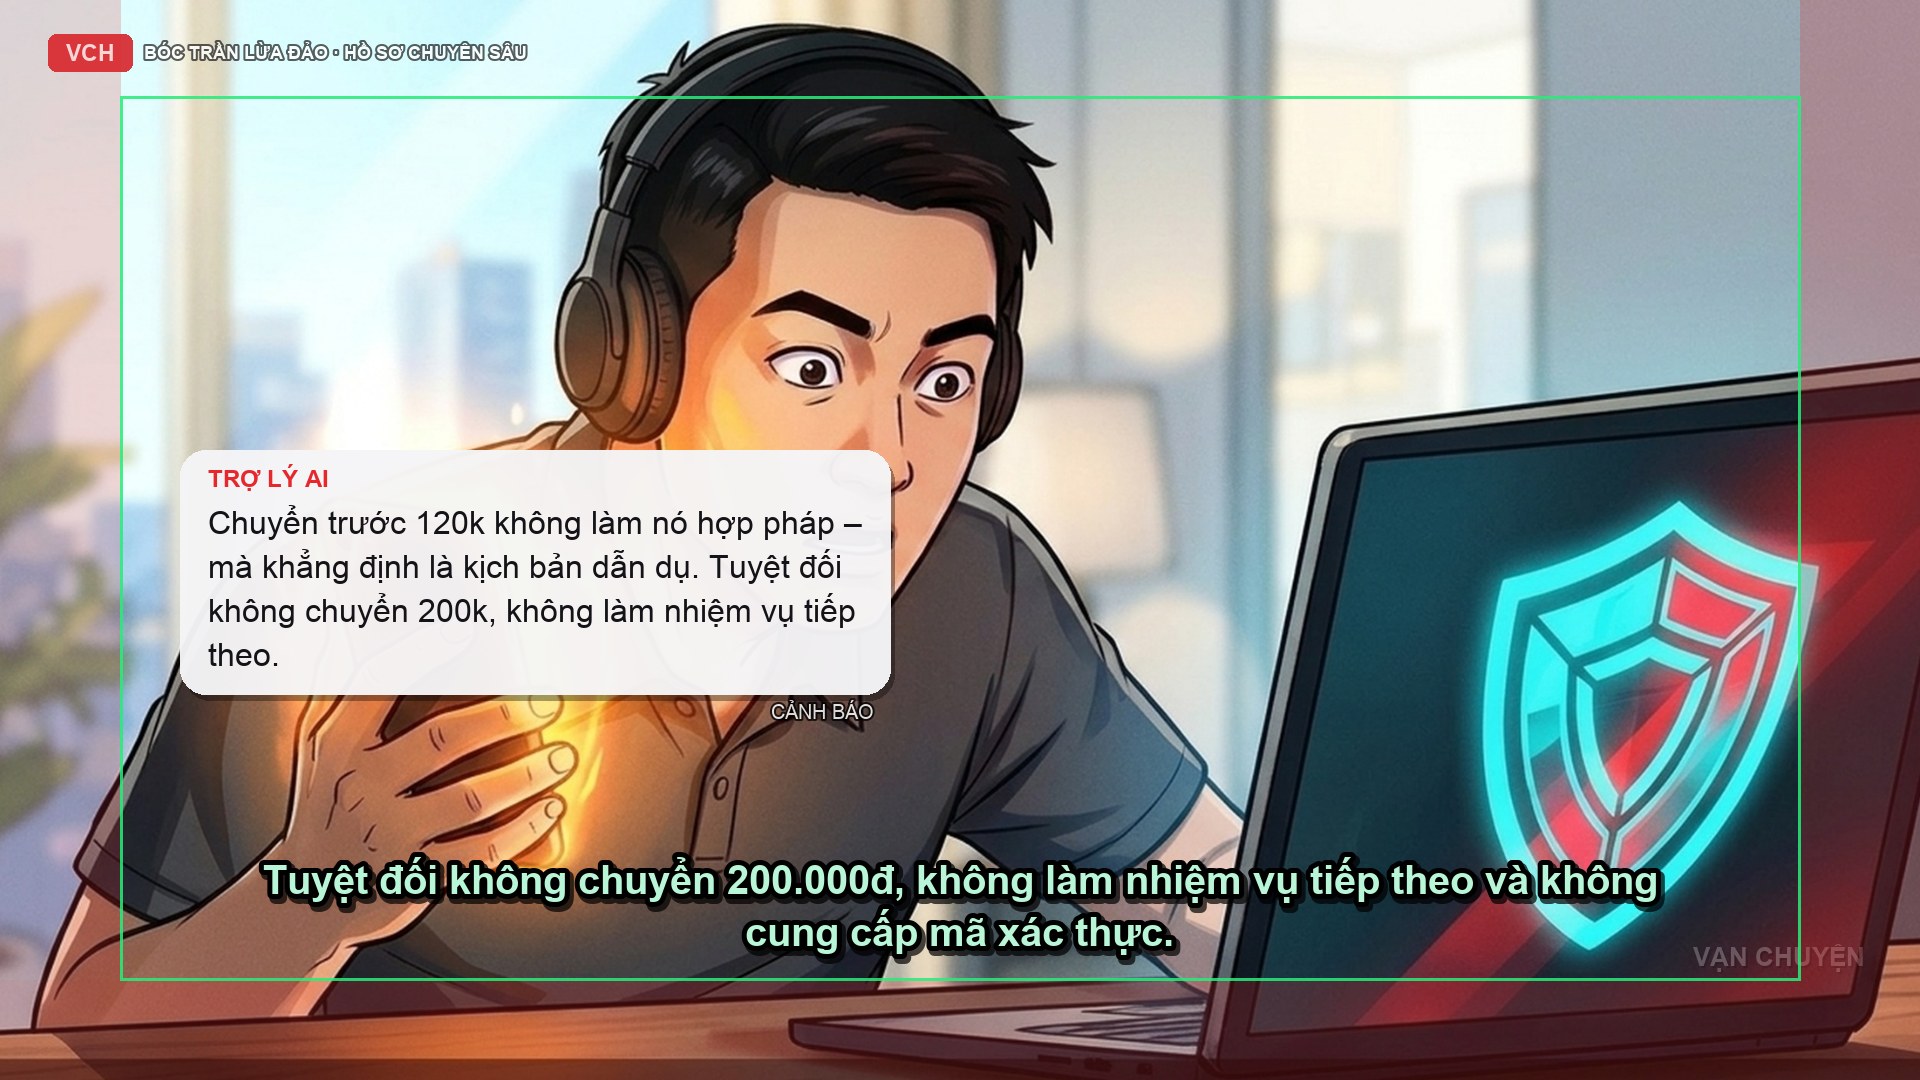 VCH BÓC TRẦN LỪA ĐẢO · HỒ SƠ CHUYÊN SÂU
TRỢ LÝ AI
Chuyển trước 120k không làm nó hợp pháp –
mà khẳng định là kịch bản dẫn dụ. Tuyệt đối
không chuyển 200k, không làm nhiệm vụ tiếp
theo.
CẢNH BÁO
Tuyệt đối không chuyển 200.000đ, không làm nhiệm vụ tiếp theo và không
cung cấp mã xác thực.
VẠN CHUYỆN